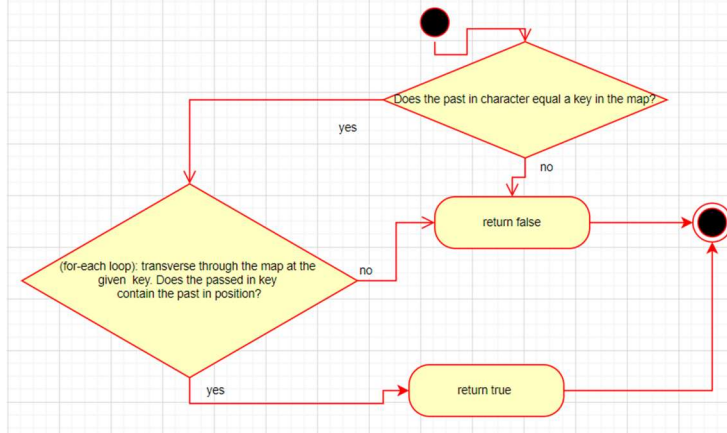 Does the past in character equal a key in the map?
yes
no
return false
(for-each loop): transverse through the map at the
given key. Does the passed in key
contain the past in position?
no
yes
return true